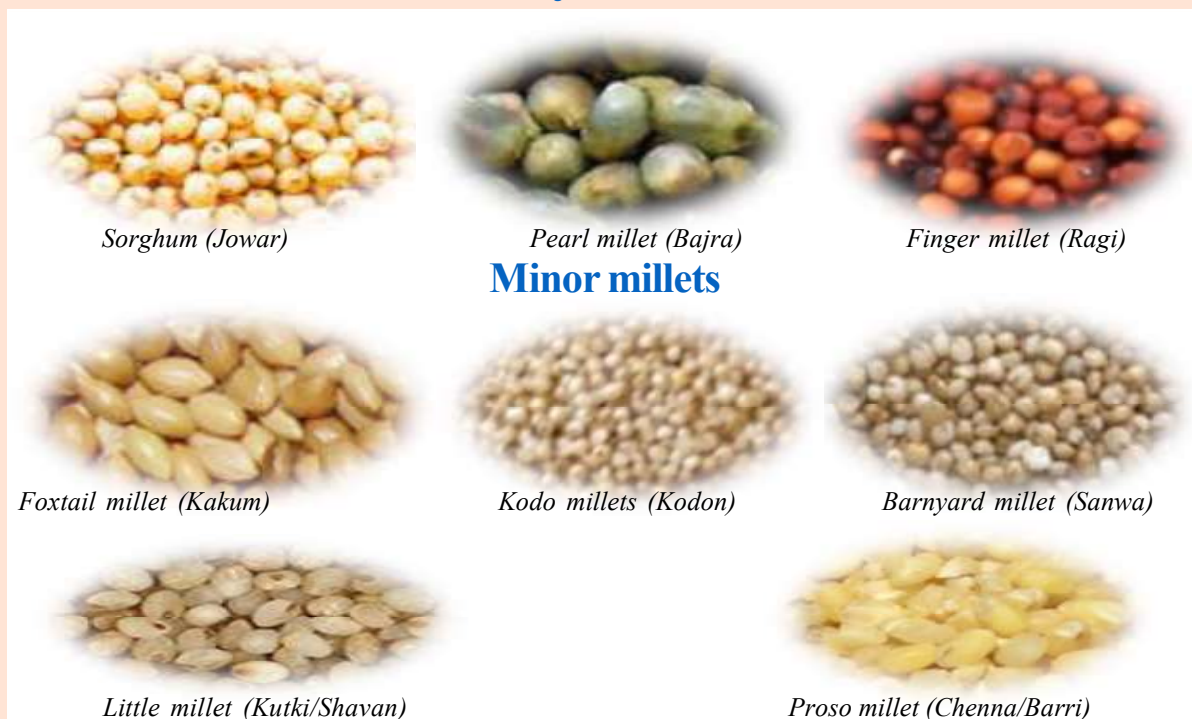 Sorghum (Jowar) Pearl millet (Bajra) Finger millet (Ragi)
Minor millets
Foxtail millet (Kakum) Kodo millets (Kodon) Barnyard millet (Sanwa)
Little millet (Kutki/Shavan) Proso millet (Chenna/Barri)